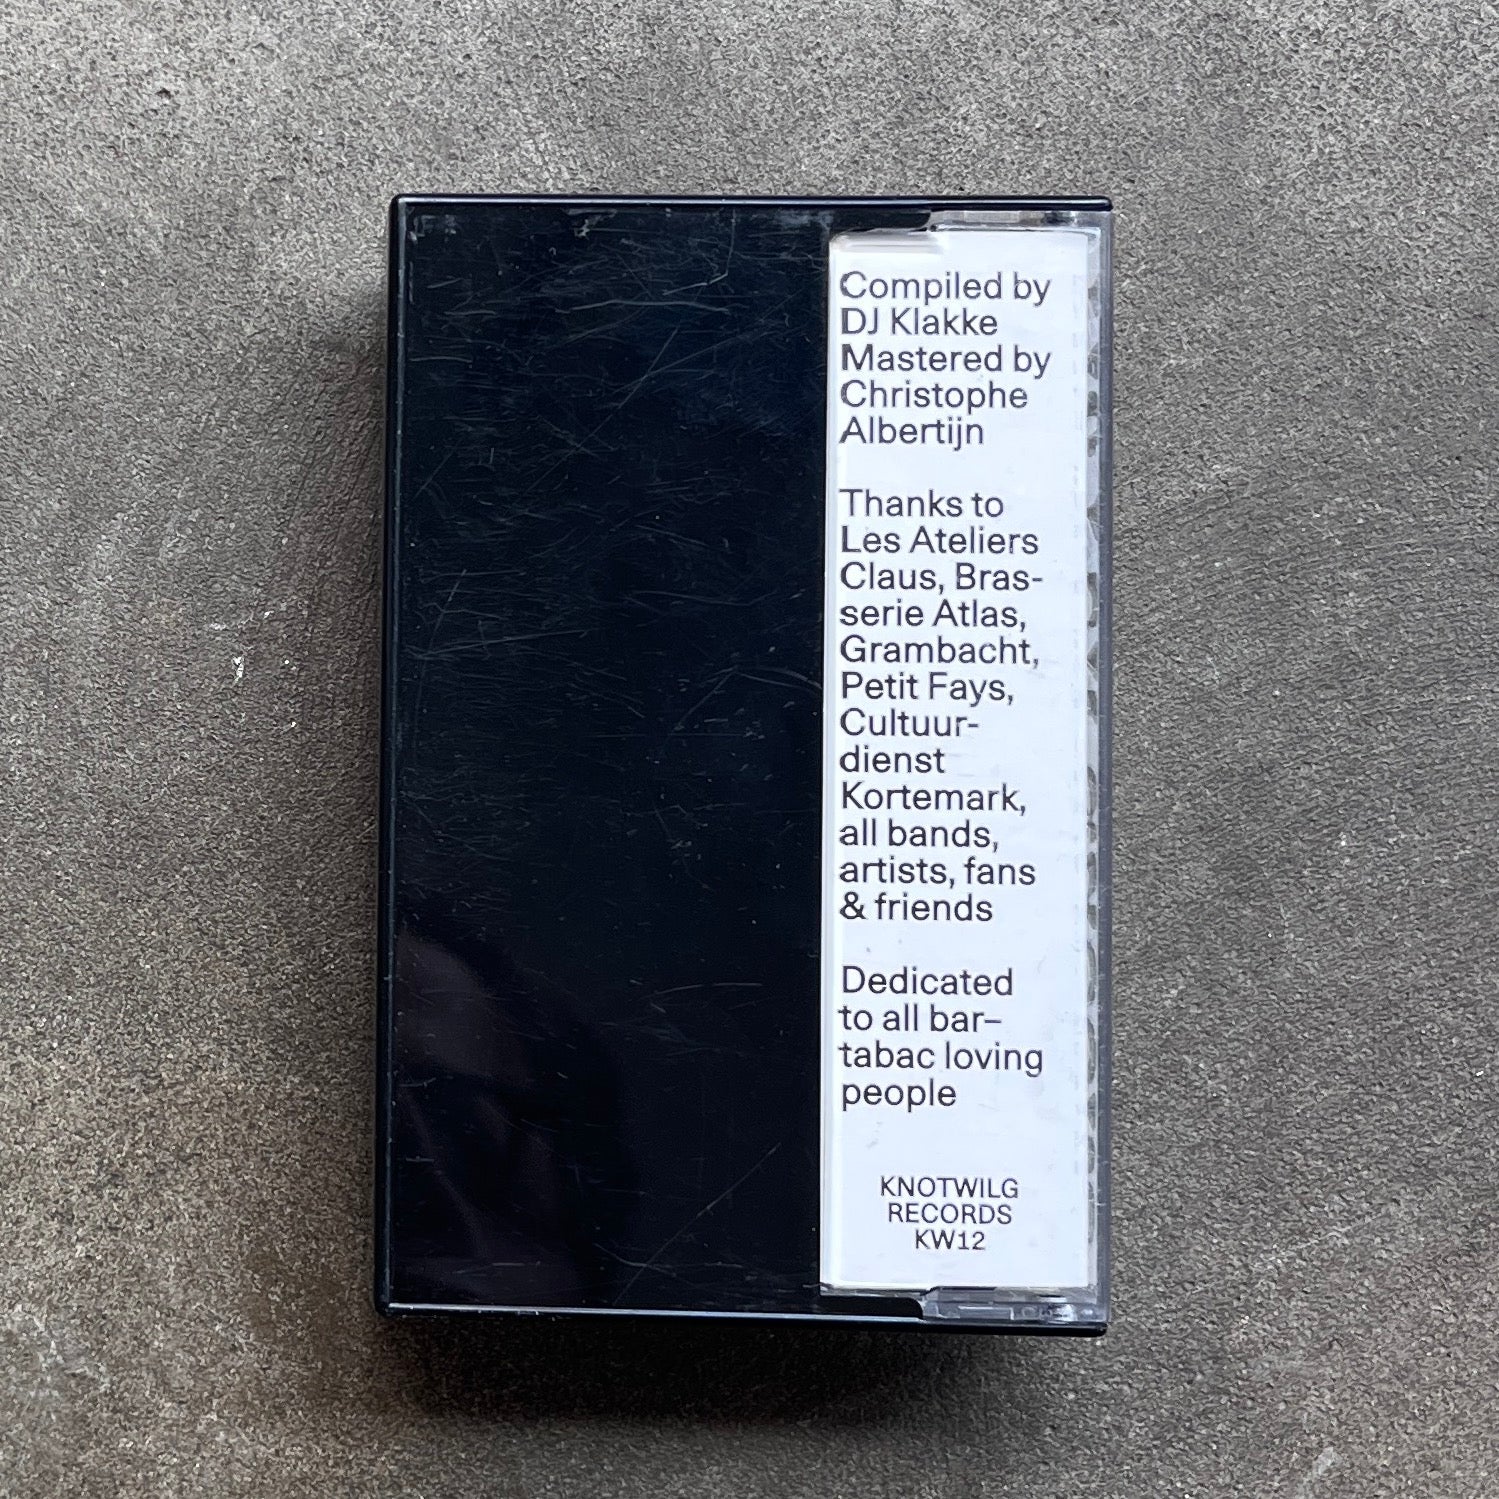 Compiled by
DJ Klakke
Mastered by
Christophe
Albertijn
Thanks to
Les Ateliers
Claus, Bras-
serie Atlas,
Grambacht,
Petit Fays,
Cultuur-
dienst
Kortemark,
all bands,
artists, fans
& friends
Dedicated
to all bar–
tabac loving
people
KNOTWILG
RECORDS
KW12